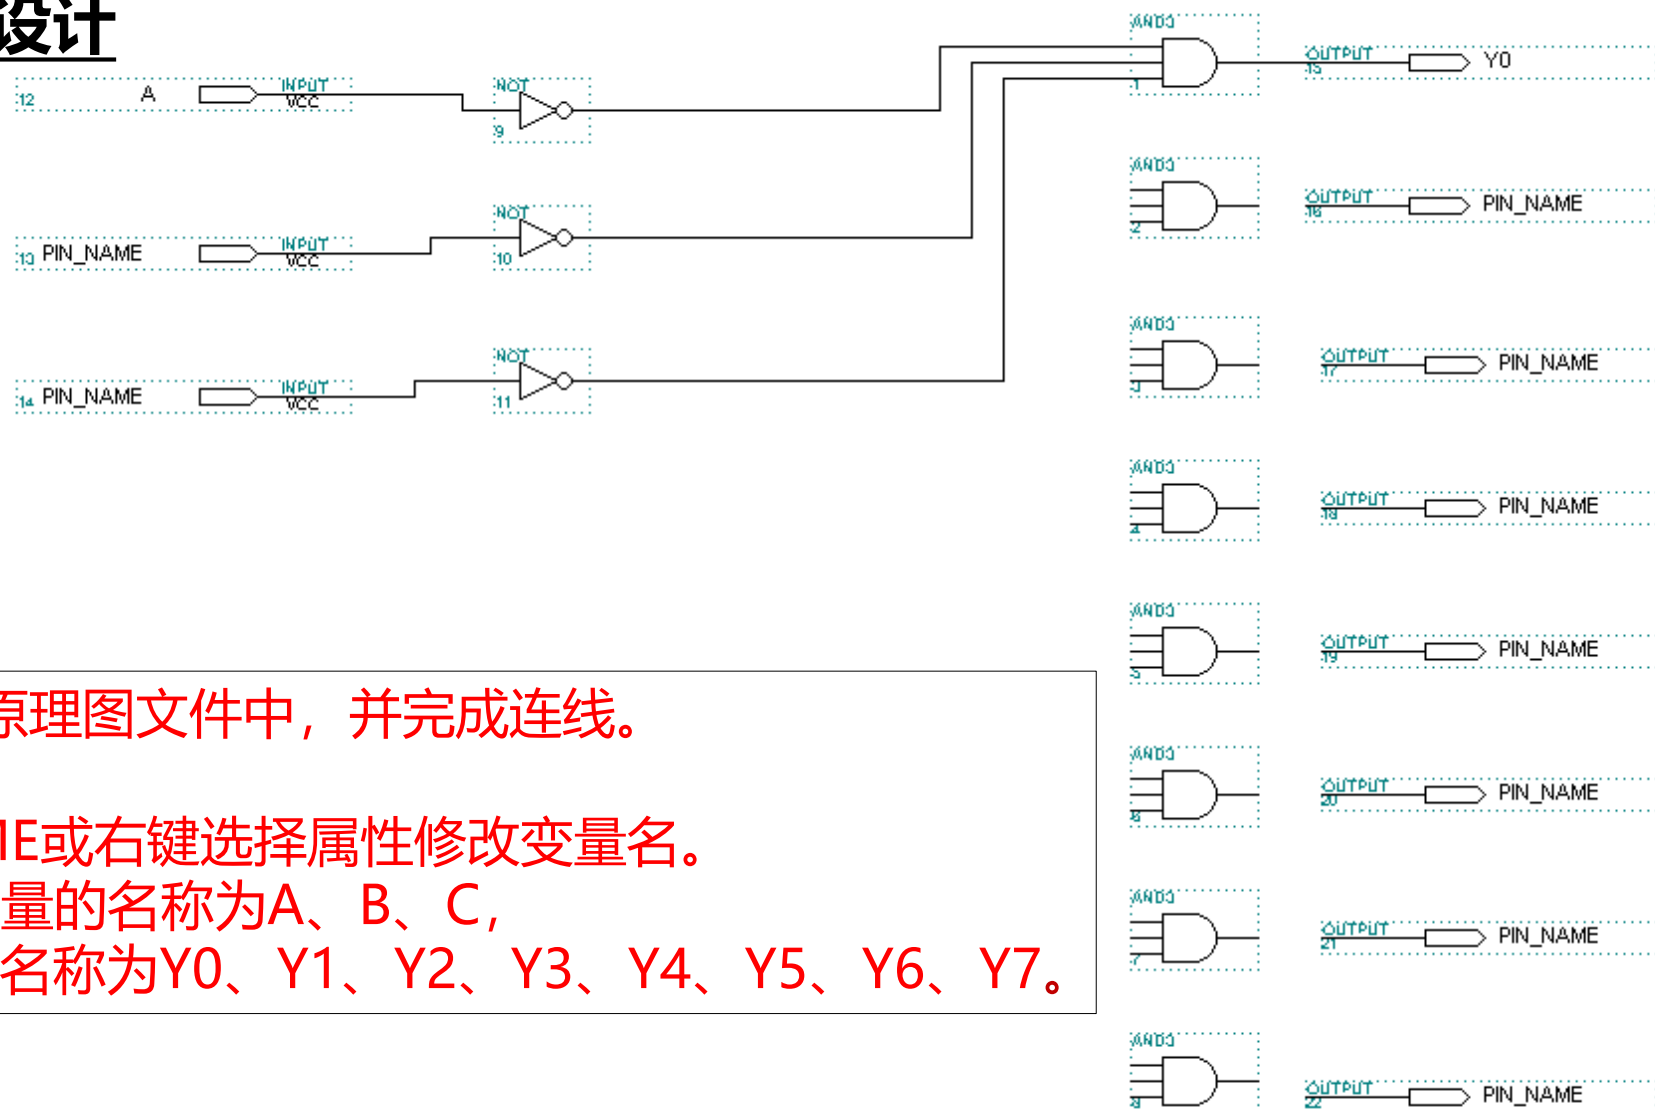 设计
AND3
1
OUTPUT
15
Y0
12
A
INPUT
VCC
NOT
9
AND3
2
OUTPUT
16
PIN_NAME
13
PIN_NAME
INPUT
VCC
NOT
10
AND3
3
OUTPUT
17
PIN_NAME
14
PIN_NAME
INPUT
VCC
NOT
11
AND3
4
OUTPUT
18
PIN_NAME
AND3
5
OUTPUT
19
PIN_NAME
原理图文件中，并完成连线。
ME或右键选择属性修改变量名。
量的名称为A、B、C，
名称为Y0、Y1、Y2、Y3、Y4、Y5、Y6、Y7。
AND3
6
OUTPUT
20
PIN_NAME
AND3
7
OUTPUT
21
PIN_NAME
AND3
8
OUTPUT
22
PIN_NAME